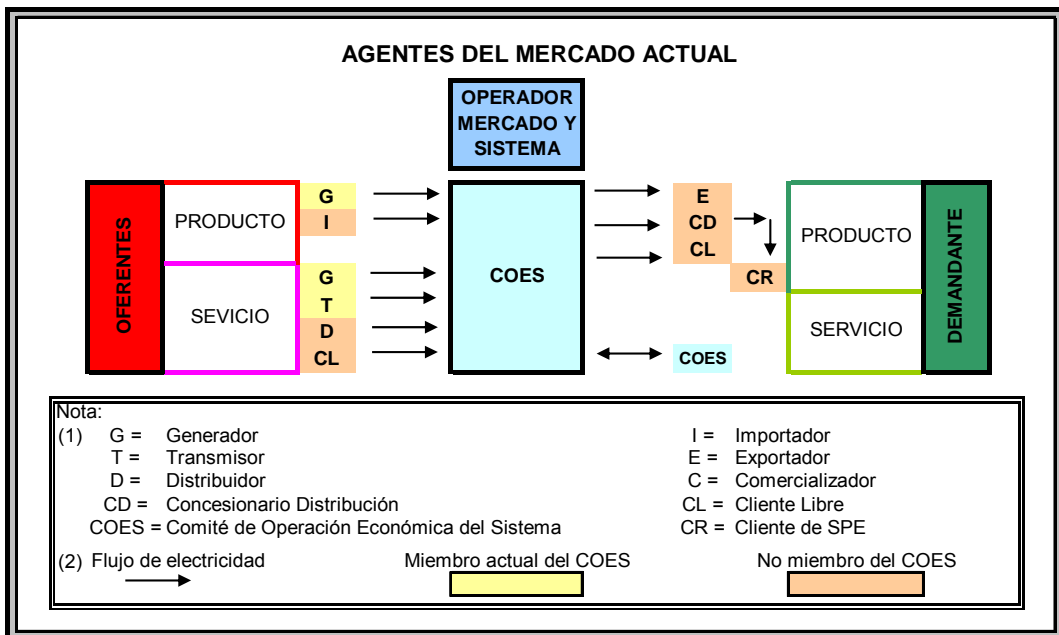 AGENTES DEL MERCADO ACTUAL
OPERADOR
MERCADO Y
SISTEMA
OFERENTES
PRODUCTO
SEVICIO
G
I
G
T
D
CL
COES
E
CD
CL
CR
COES
PRODUCTO
SERVICIO
DEMANDANTE
Nota:
(1) G = Generador
T = Transmisor
D = Distribuidor
CD = Concesionario Distribución
COES = Comité de Operación Económica del Sistema
I = Importador
E = Exportador
C = Comercializador
CL = Cliente Libre
CR = Cliente de SPE
(2) Flujo de electricidad
Miembro actual del COES
No miembro del COES